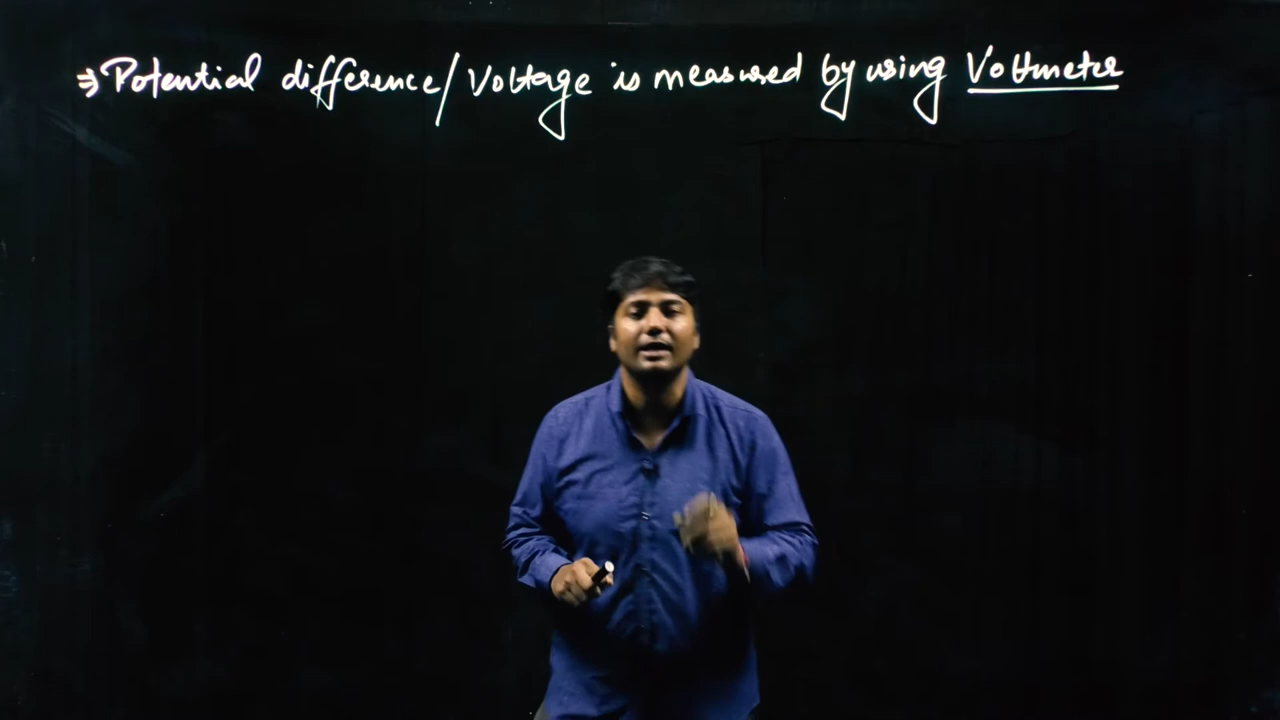 ⇒ Potential difference/Voltage is measured by using Voltmeter